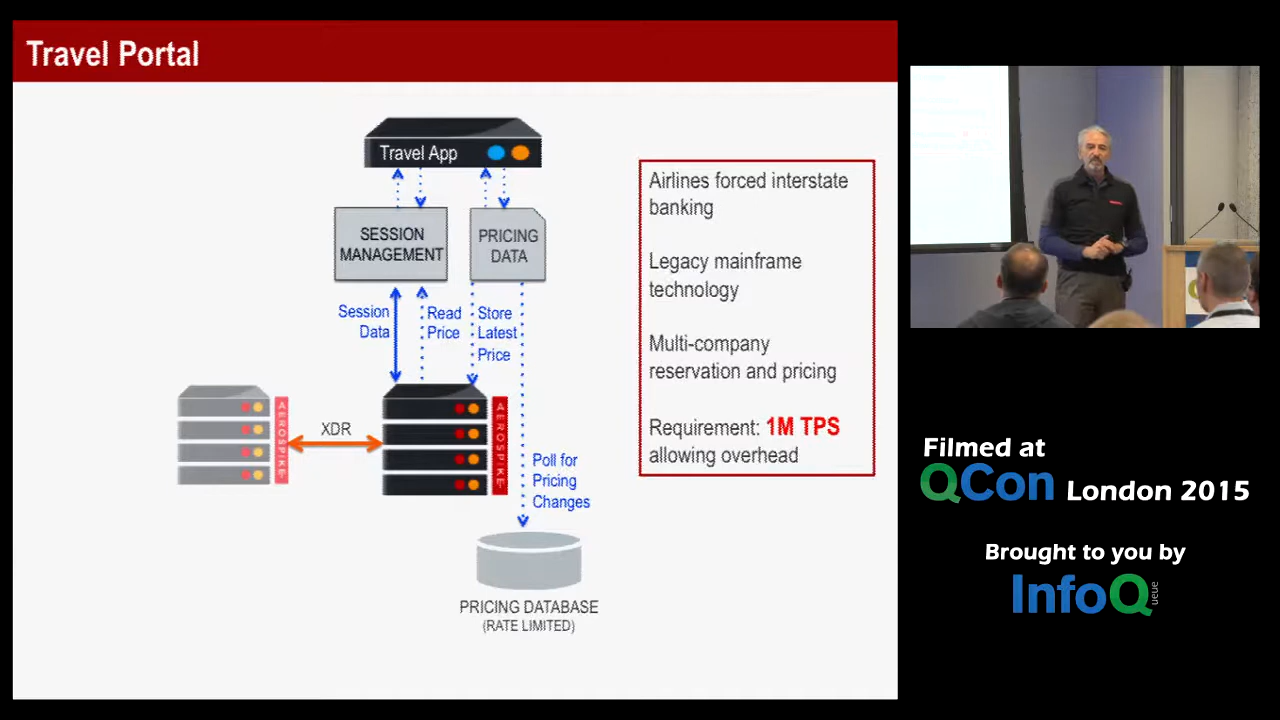 Travel Portal
Travel App
SESSION
MANAGEMENT
PRICING
DATA
Session
Data
Read
Price
Store
Latest
Price
AEROSPIKE
XDR
AEROSPIKE
Poll for
Pricing
Changes
PRICING DATABASE
(RATE LIMITED)
Airlines forced interstate
banking
Legacy mainframe
technology
Multi-company
reservation and pricing
Requirement: 1M TPS
allowing overhead
Filmed at
QCon London 2015
Brought to you by
InfoQueue